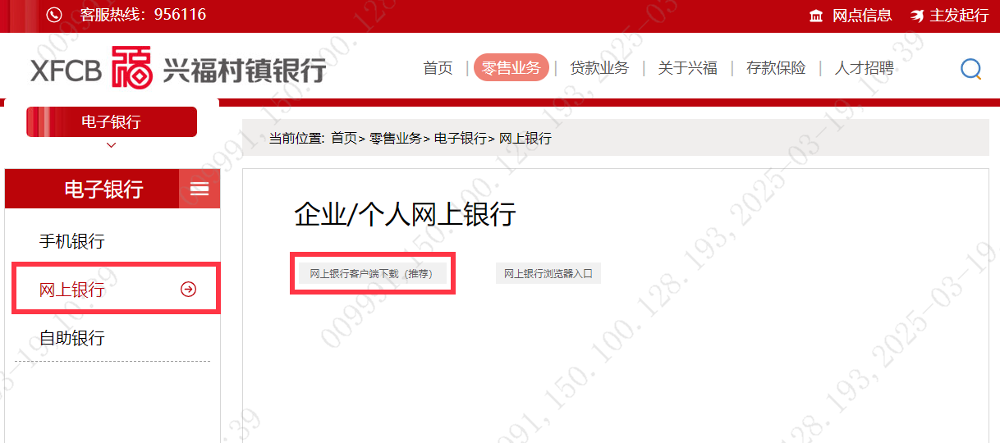 客服热线：956116
网点信息 主发起行
XFCB 福 兴福村镇银行
首页 | 零售业务 | 贷款业务 | 关于兴福 | 存款保险 | 人才招聘
电子银行
当前位置: 首页> 零售业务> 电子银行> 网上银行
电子银行
手机银行
网上银行
自助银行
企业/个人网上银行
网上银行客户端下载（推荐）
网上银行浏览器入口
009991,150.100.128.193,2025-03-19,10.39